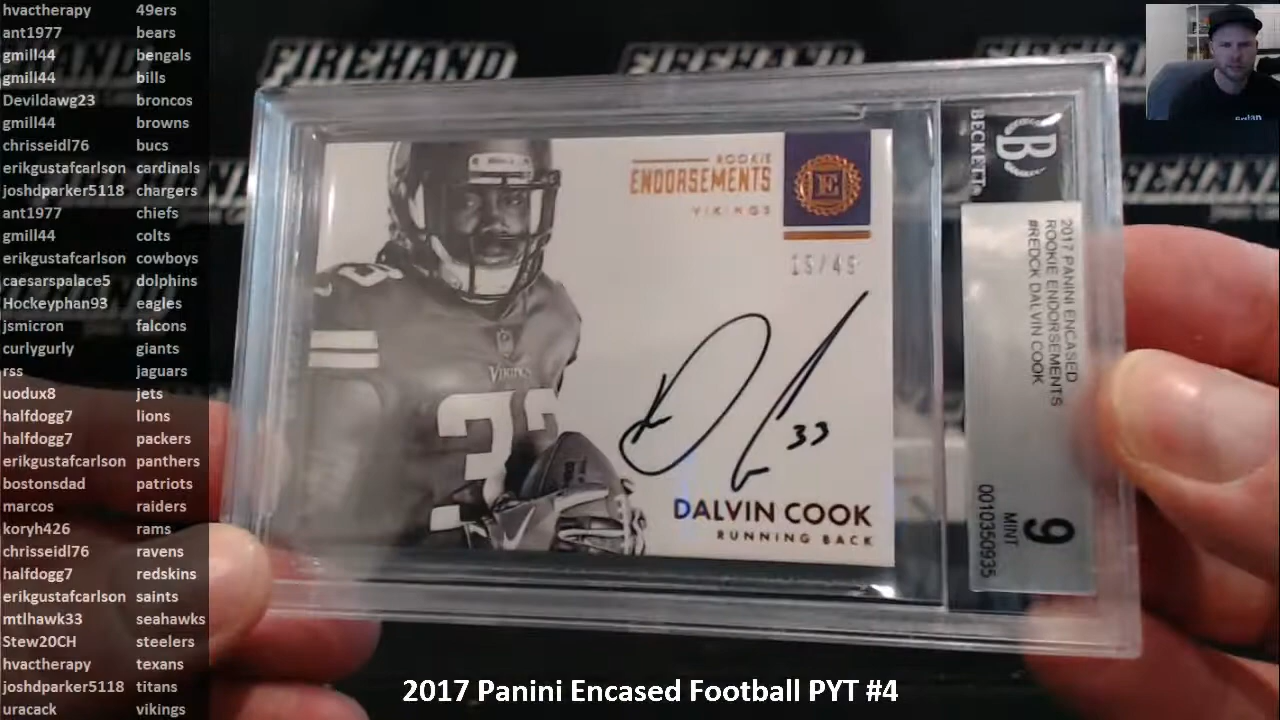 hvactherapy 49ers
ant1977 bears
gmill44 bengals
gmill44 bills
Devildawg23 broncos
gmill44 browns
chrisseidl76 bucs
erikgustafcarlson cardinals
joshdparker5118 chargers
ant1977 chiefs
gmill44 colts
erikgustafcarlson cowboys
caesarspalace5 dolphins
Hockeyphan93 eagles
jsmicron falcons
curlygurly giants
rss jaguars
uodux8 jets
halfdogg7 lions
halfdogg7 packers
erikgustafcarlson panthers
bostonsdad patriots
marcos raiders
koryh426 rams
chrisseidl76 ravens
halfdogg7 redskins
erikgustafcarlson saints
mtlhawk33 seahawks
Stew20CH steelers
hvactherapy texans
joshdparker5118 titans
uracack vikings
FIREHAND FIREHAND
ROOKIE
ENDORSEMENTS
VIKINGS
E
15/49
VIKINGS
33
33
DALVIN COOK
RUNNING BACK
B
BECKETT
2017 PANINI ENCASED
ROOKIE ENDORSEMENTS
#REDCK DALVIN COOK
9
MINT
0010350935
2017 Panini Encased Football PYT #4